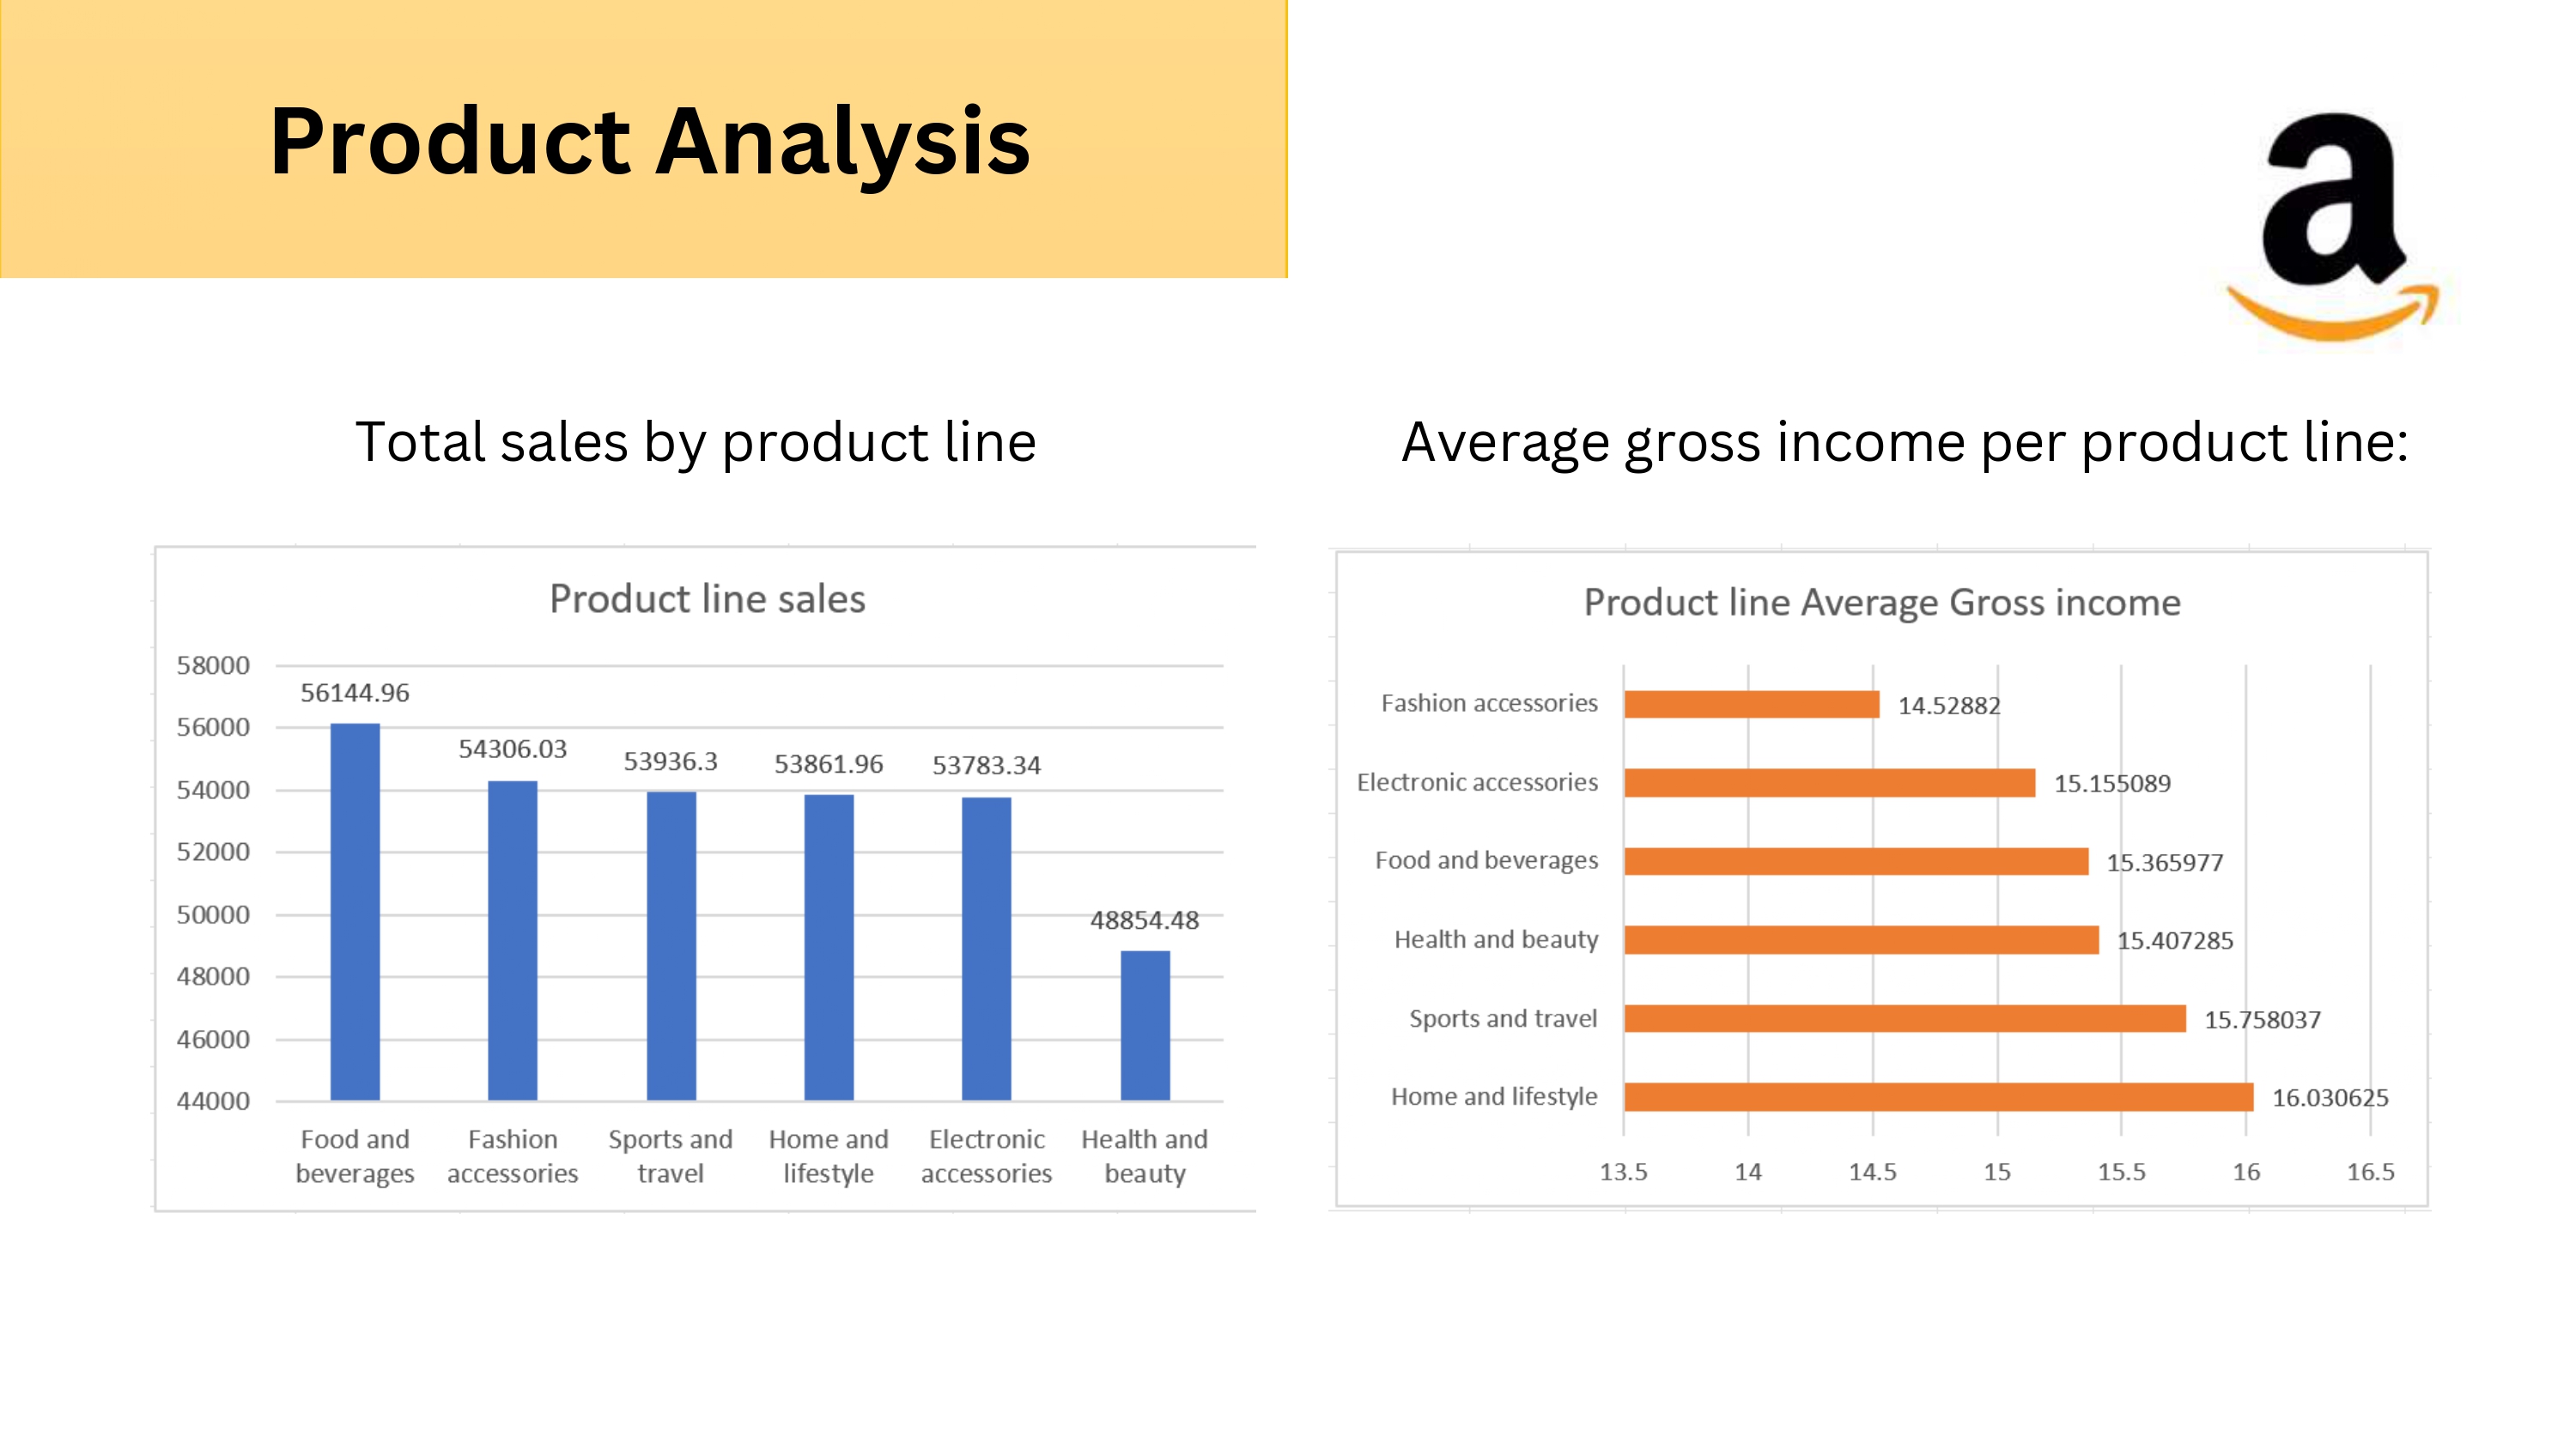 Product Analysis
a
Total sales by product line
Average gross income per product line:
Product line sales
58000
56000
54000
52000
50000
48000
46000
44000
56144.96
54306.03
53936.3
53861.96
53783.34
48854.48
Food and
beverages
Fashion
accessories
Sports and
travel
Home and
lifestyle
Electronic
accessories
Health and
beauty
Product line Average Gross income
Fashion accessories
14.52882
Electronic accessories
15.155089
Food and beverages
15.365977
Health and beauty
15.407285
Sports and travel
15.758037
Home and lifestyle
16.030625
13.5
14
14.5
15
15.5
16
16.5